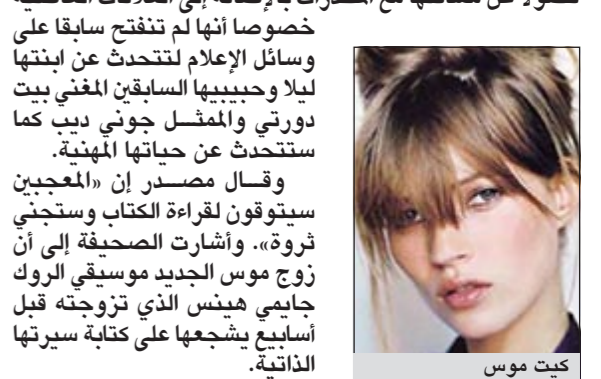 خصوصا أنها لم تنفتح سابقا على
وسائل الإعلام لتتحدث عن ابنتها
ليلا وحبيبيها السابقين المغني بيت
دورتي والممثل جوني ديب كما
ستتحدث عن حياتها المهنية.
وقال مصدر إن «المعجبين
سيتوقون لقراءة الكتاب وستجني
ثروة». وأشارت الصحيفة إلى أن
زوج موس الجديد موسيقي الروك
جايمي هينس الذي تزوجته قبل
أسابيع يشجعها على كتابة سيرتها
الذاتية.
كيت موس